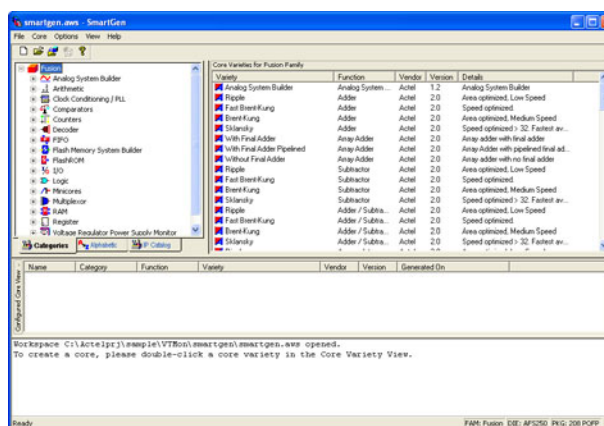 smartgen.aws - SmartGen
File Core Options View Help
Fusion
Analog System Builder
Arithmetic
Clock Conditioning / PLL
Comparators
Counters
Decoder
FIFO
Flash Memory System Builder
FlashROM
I/O
Logic
Minicores
Multiplexor
RAM
Register
Voltage Regulator Power Supply Monitor
Categories Alphabetic IP Catalog
Core Varieties for Fusion Family
Variety Function Vendor Version Details
Analog System Builder Analog System ... Actel 1.2 Analog System Builder
Ripple Adder Actel 2.0 Area optimized, Low Speed
Fast Brent-Kung Adder Actel 2.0 Speed optimized.
Brent-Kung Adder Actel 2.0 Area optimized, Medium Speed
Sklansky Adder Actel 2.0 Speed optimized > 32. Fastest av...
With Final Adder Array Adder Actel 2.0 Array adder with final adder
With Final Adder Pipelined Array Adder Actel 2.0 Array Adder with pipelined final ad...
Without Final Adder Array Adder Actel 2.0 Array adder with no final adder
Ripple Subtractor Actel 2.0 Area optimized, Low Speed
Fast Brent-Kung Subtractor Actel 2.0 Speed optimized.
Brent-Kung Subtractor Actel 2.0 Area optimized, Medium Speed
Sklansky Subtractor Actel 2.0 Speed optimized > 32. Fastest av...
Ripple Adder / Subtra... Actel 2.0 Area optimized, Low Speed
Fast Brent-Kung Adder / Subtra... Actel 2.0 Speed optimized.
Brent-Kung Adder / Subtra... Actel 2.0 Area optimized, Medium Speed
Sklansky Adder / Subtra... Actel 2.0 Speed optimized > 32. Fastest av...
Configured Core View
Name Category Function Variety Vendor Version Generated On
Workspace C:\Actelprj\sample\VTMon\smartgen\smartgen.aws opened.
To create a core, please double-click a core variety in the Core Variety View.
Ready
FAM: Fusion DIE: AFS250 PKG: 208 PQFP